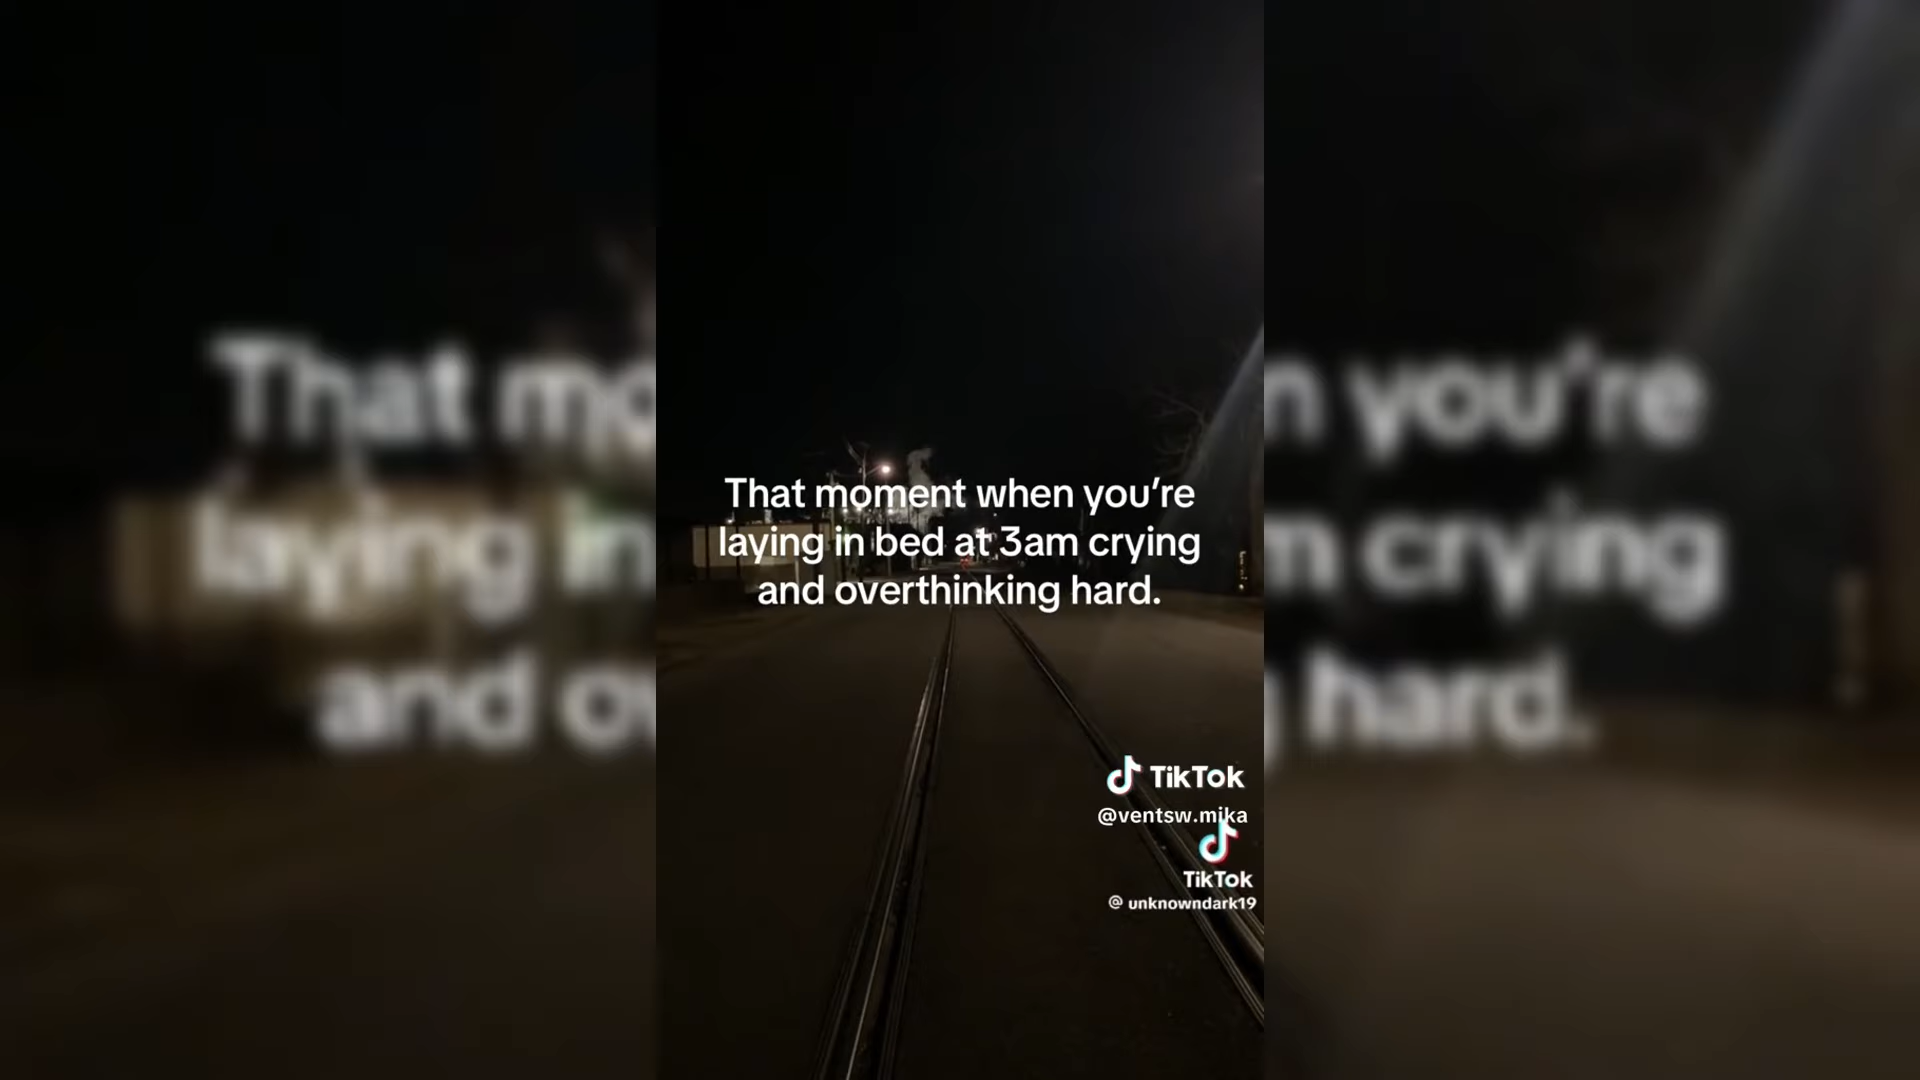 That moment when you’re
laying in bed at 3am crying
and overthinking hard.
TikTok
@ventsw.mika
TikTok
@ unknowndark19